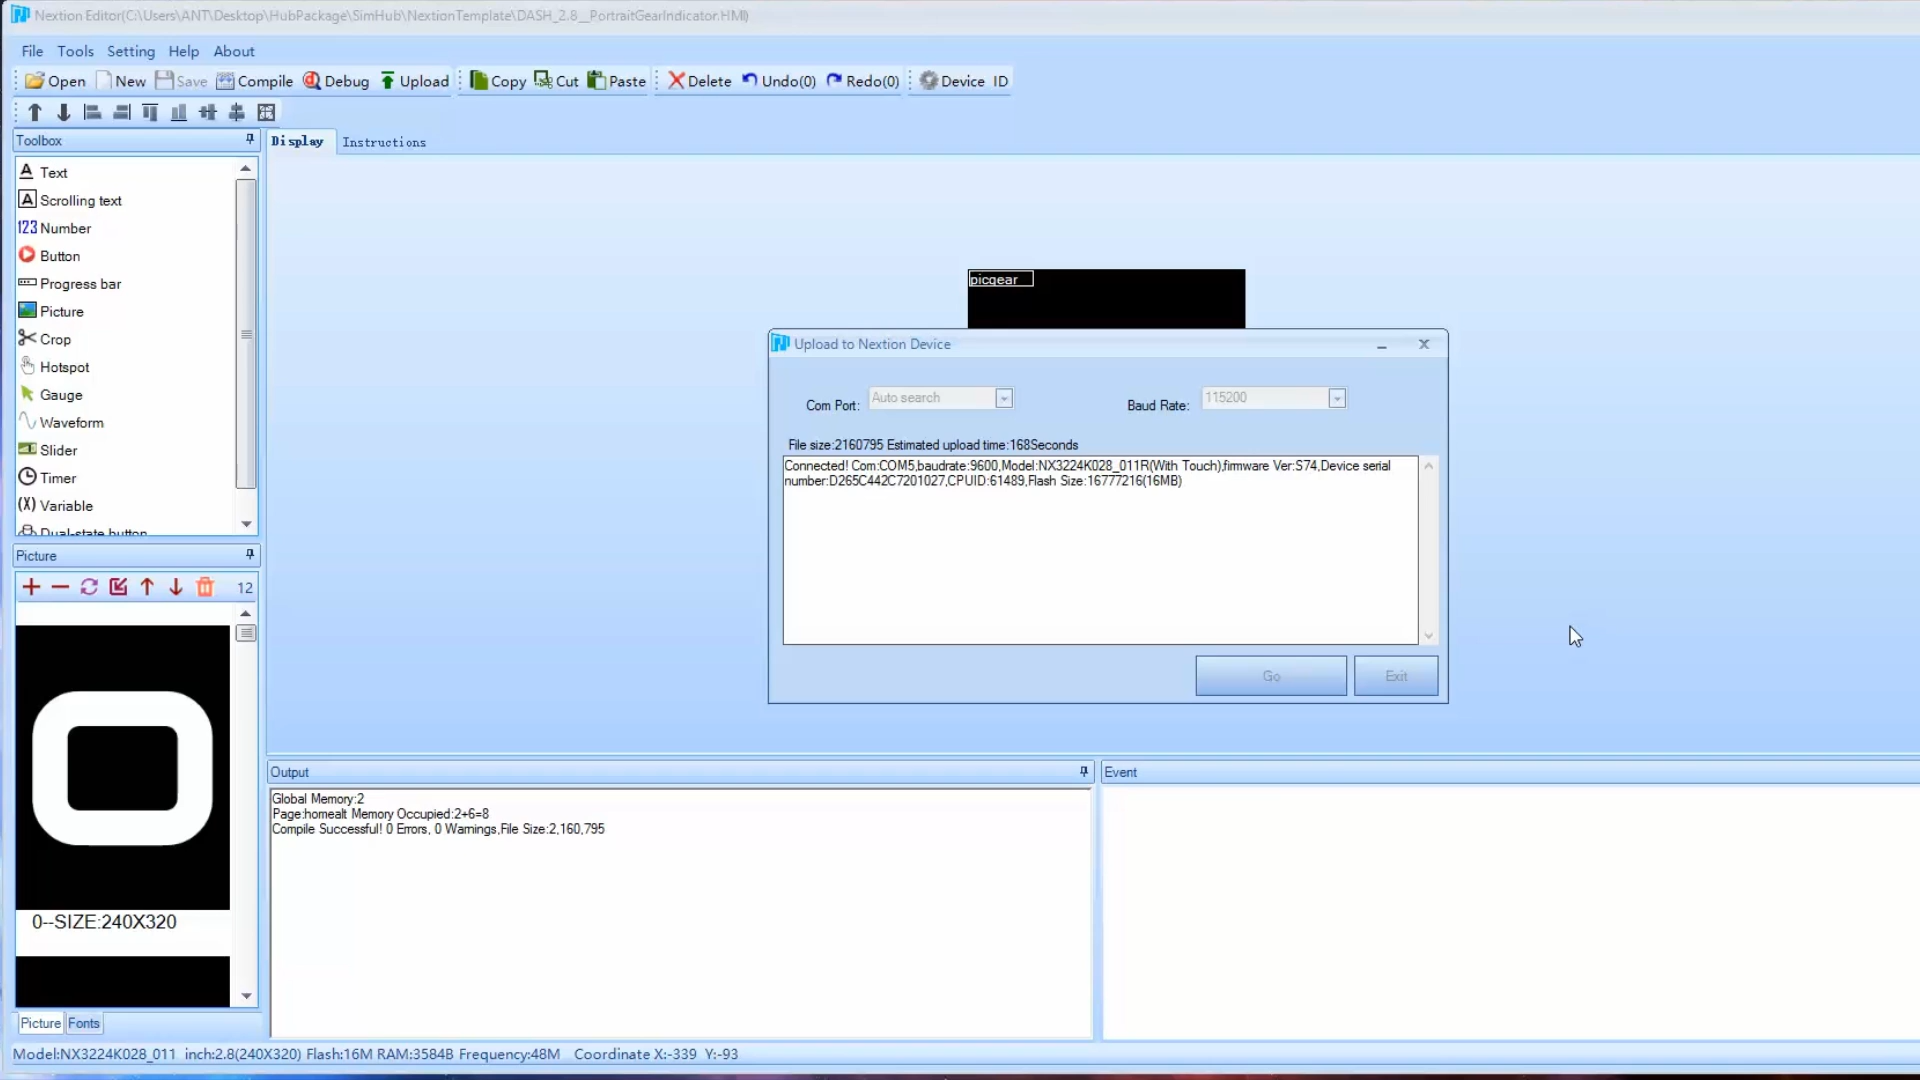 Nextion Editor(C:\Users\ANT\Desktop\HubPackage\SimHub\NextionTemplate\DASH_2.8__PortraitGearIndicator.HMI)
File Tools Setting Help About
Open New Save Compile Debug Upload Copy Cut Paste Delete Undo(0) Redo(0) Device ID
Toolbox
Display Instructions
Text
Scrolling text
123 Number
Button
Progress bar
Picture
Crop
Hotspot
Gauge
Waveform
Slider
Timer
(X) Variable
Dual-state button
picgear
Upload to Nextion Device
Com Port: Auto search Baud Rate: 115200
File size:2160795 Estimated upload time:168Seconds
Connected! Com:COM5,baudrate:9600,Model:NX3224K028_011R(With Touch),firmware Ver:S74,Device serial
number:D265C442C7201027,CPUID:61489,Flash Size:16777216(16MB)
Go Exit
Picture
12
0
0--SIZE:240X320
Picture Fonts
Output
Global Memory:2
Page:homealt Memory Occupied:2+6=8
Compile Successful! 0 Errors, 0 Warnings,File Size:2,160,795
Event
Model:NX3224K028_011 inch:2.8(240X320) Flash:16M RAM:3584B Frequency:48M Coordinate X:-339 Y:-93